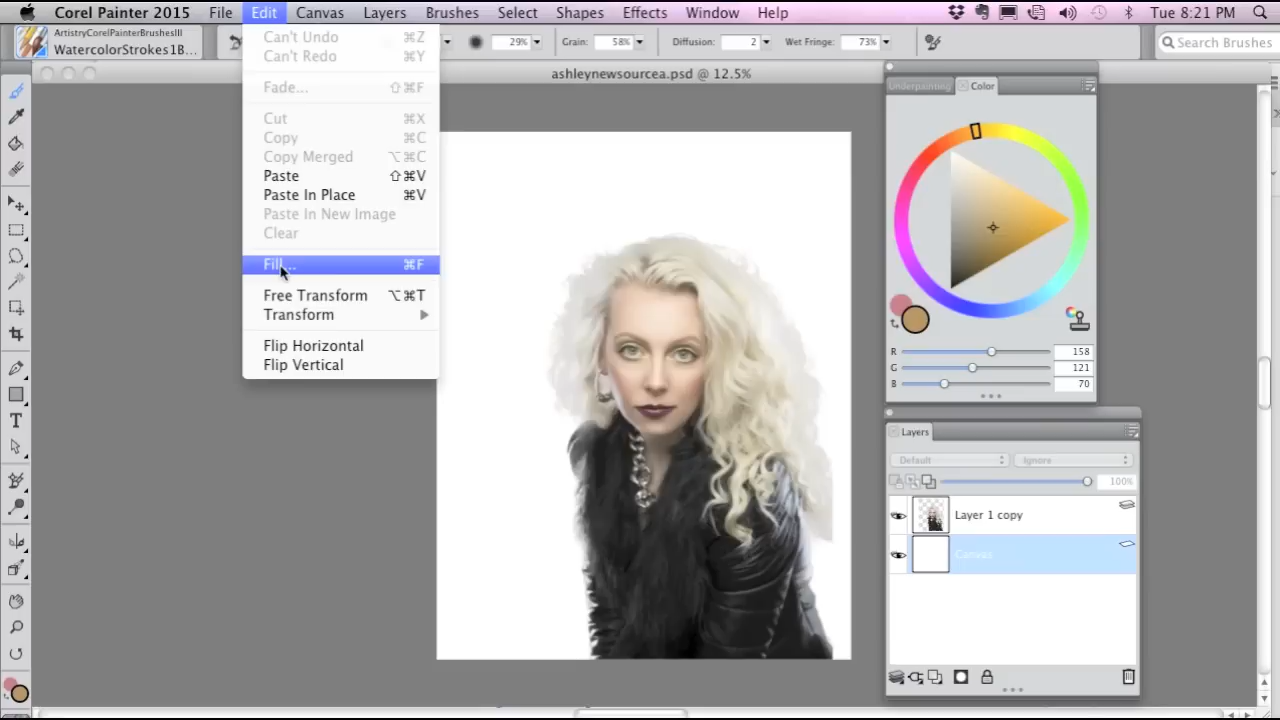 Corel Painter 2015 File Edit Canvas Layers Brushes Select Shapes Effects Window Help Tue 8:21 PM
ArtistryCorelPainterBrushesIII
WatercolorStrokes1B...
29% Grain: 58% Diffusion: 2 Wet Fringe: 73% Search Brushes
ashleynewsourcea.psd @ 12.5%
Can't Undo ⌘Z
Can't Redo ⌘Y
Fade... ⇧⌘F
Cut ⌘X
Copy ⌘C
Copy Merged ⌥⌘C
Paste ⇧⌘V
Paste In Place ⌘V
Paste In New Image
Clear
Fill... ⌘F
Free Transform ⌥⌘T
Transform
Flip Horizontal
Flip Vertical
Underpainting Color
R 158
G 121
B 70
Layers
Default Ignore
100%
Layer 1 copy
Canvas
T